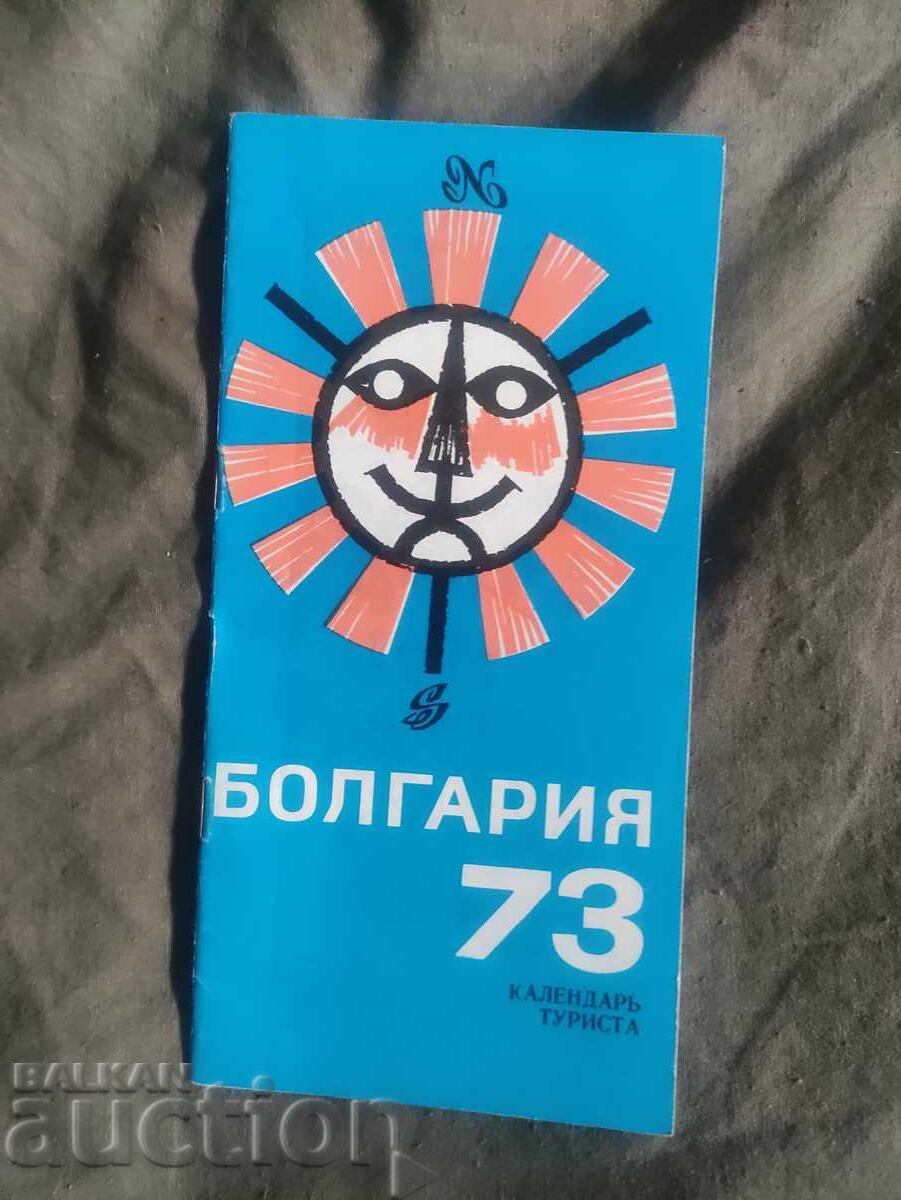 N
S
БОЛГАРИЯ
73
КАЛЕНДАРЬ
ТУРИСТА
BALKAN
auction